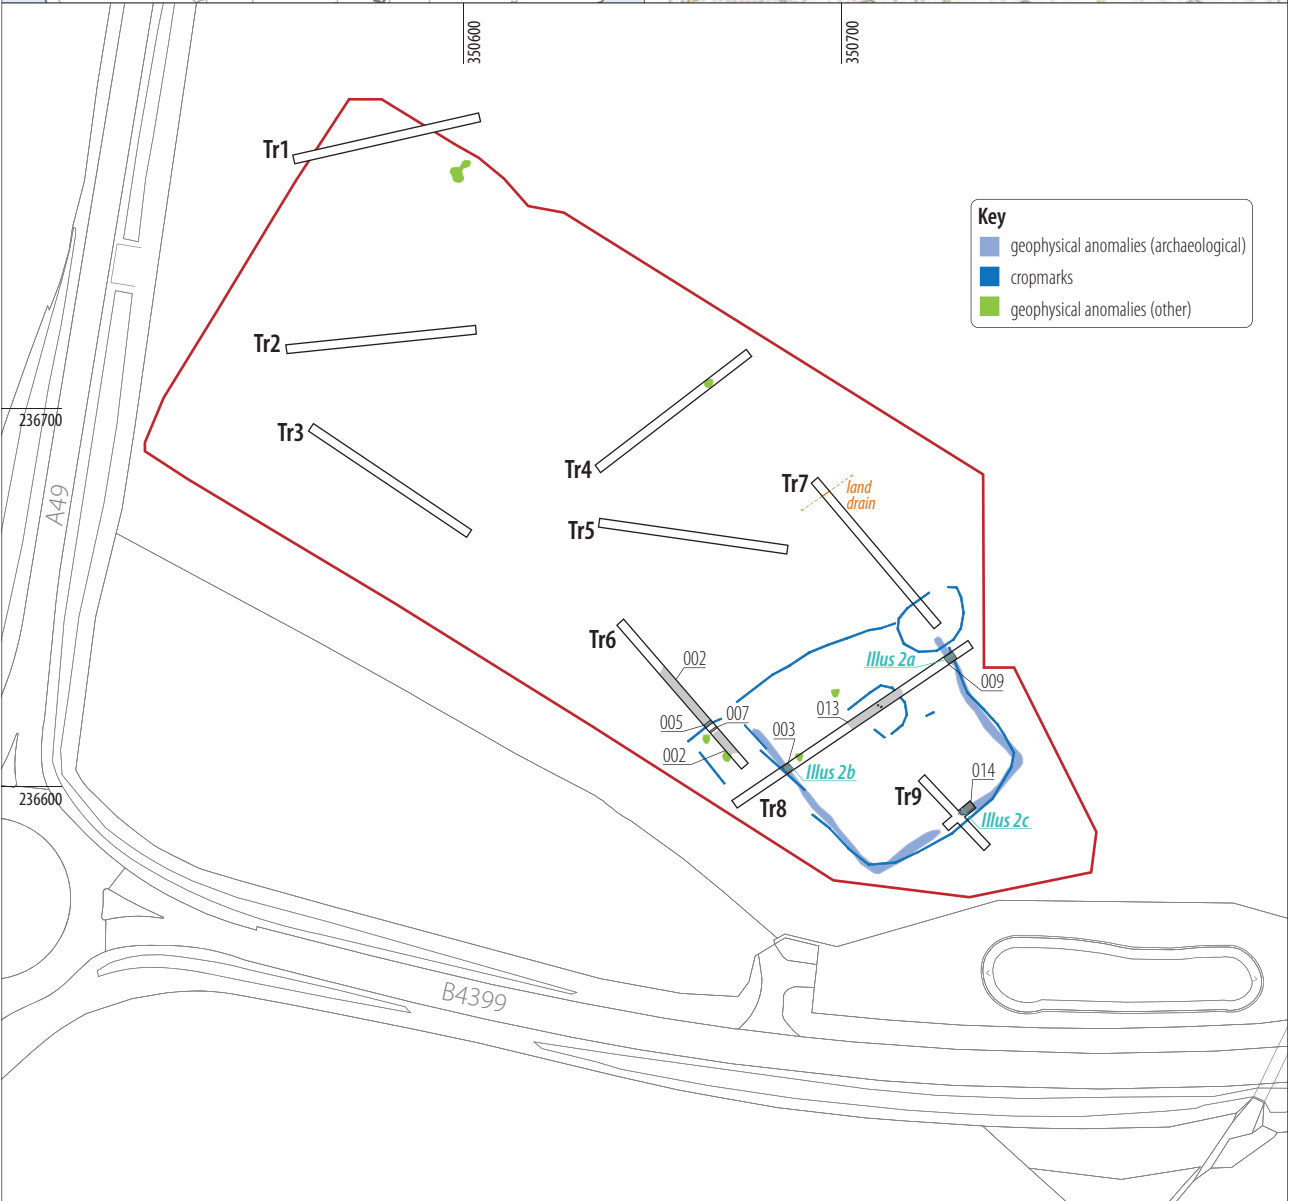 350600
350700
Tr1
Key
geophysical anomalies (archaeological)
cropmarks
geophysical anomalies (other)
Tr2
236700
Tr3
Tr4
Tr7
land
drain
A49
Tr5
Tr6
002
Illus 2a
009
013
007
005
003
002
Illus 2b
014
236600
Tr9
Tr8
Illus 2c
B4399